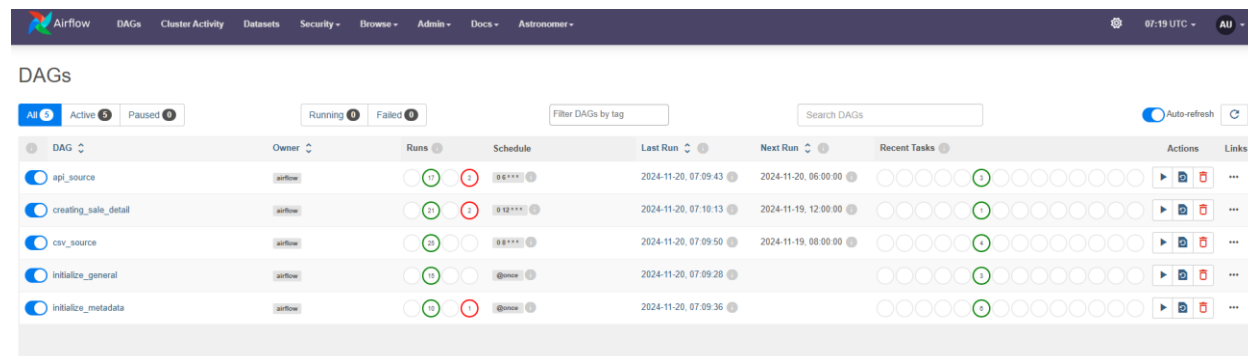 Airflow DAGs Cluster Activity Datasets Security Browse Admin Docs Astronomer 07:19 UTC AU
DAGs
All 5 Active 5 Paused 0 Running 0 Failed 0 Filter DAGs by tag Search DAGs Auto-refresh
DAG Owner Runs Schedule Last Run Next Run Recent Tasks Actions Links
api_source airflow 17 2 0 6 * * * 2024-11-20, 07:09:43 2024-11-20, 06:00:00 3
creating_sale_detail airflow 21 2 0 12 * * * 2024-11-20, 07:10:13 2024-11-19, 12:00:00 1
csv_source airflow 25 0 8 * * * 2024-11-20, 07:09:50 2024-11-19, 08:00:00 4
initialize_general airflow @once 2024-11-20, 07:09:28
initialize_metadata airflow 10 1 @once 2024-11-20, 07:09:36